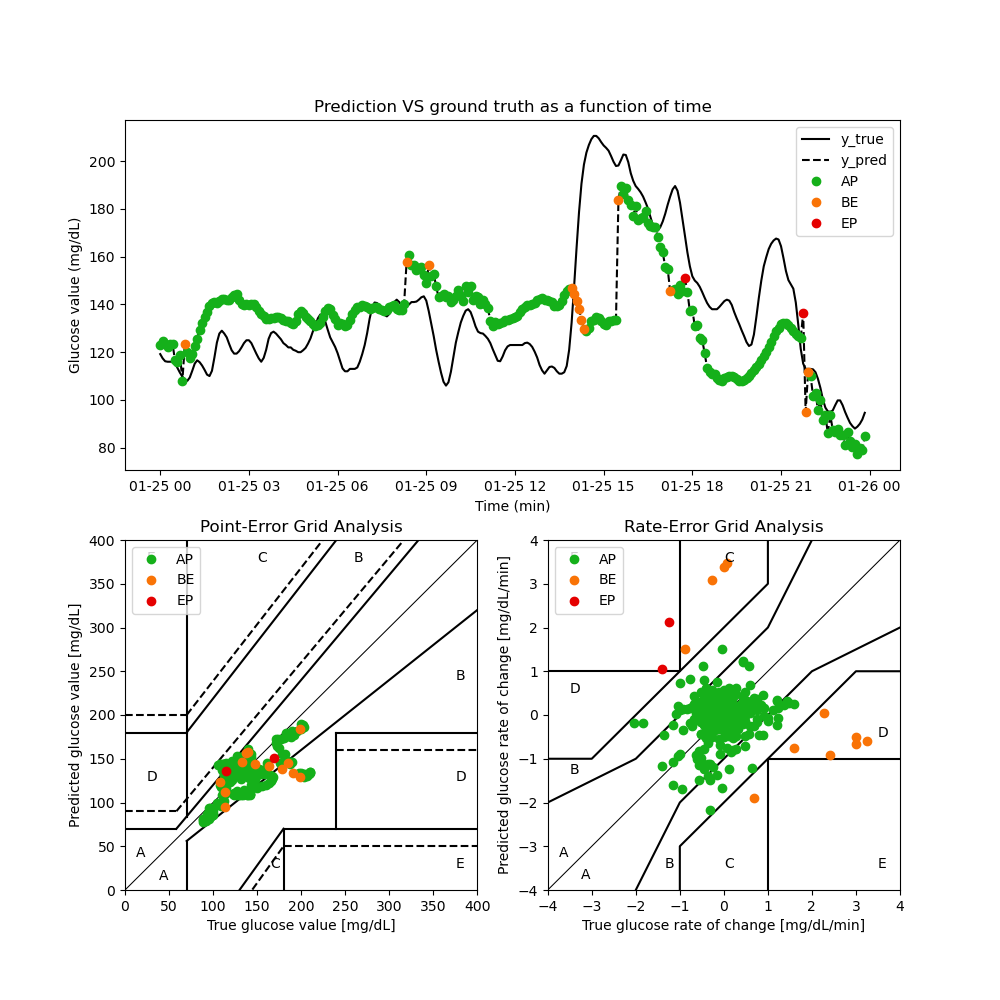 Prediction VS ground truth as a function of time
Glucose value (mg/dL)
200
180
160
140
120
100
80
y_true
y_pred
AP
BE
EP
01-25 00 01-25 03 01-25 06 01-25 09 01-25 12 01-25 15 01-25 18 01-25 21 01-26 00
Time (min)
Point-Error Grid Analysis
Predicted glucose value [mg/dL]
400
350
300
250
200
150
100
50
0
AP
BE
EP
C
B
B
D
D
A
A
C
E
0 50 100 150 200 250 300 350 400
True glucose value [mg/dL]
Rate-Error Grid Analysis
Predicted glucose rate of change [mg/dL/min]
4
3
2
1
0
−1
−2
−3
−4
AP
BE
EP
C
D
D
B
A
A
B
C
E
−4 −3 −2 −1 0 1 2 3 4
True glucose rate of change [mg/dL/min]